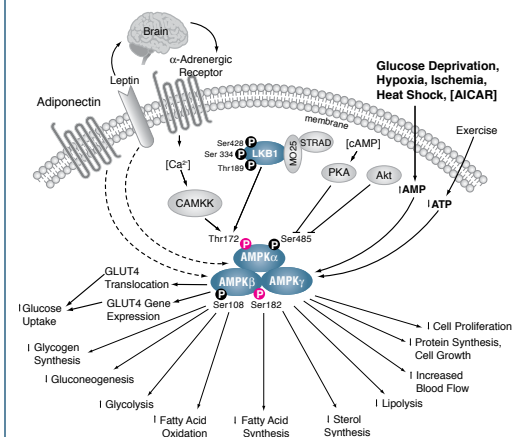 Brain
α-Adrenergic
Receptor
Leptin
Adiponectin
Glucose Deprivation,
Hypoxia, Ischemia,
Heat Shock, [AICAR]
membrane
Exercise
Ser428 P
Ser 334 P
Thr189 P
LKB1
MO25
STRAD
[Ca²⁺]
[cAMP]
PKA
Akt
AMP
ATP
CAMKK
Thr172 P
P Ser485
AMPKα
AMPKβ
AMPKγ
P
Ser108
P
Ser182
GLUT4
Translocation
GLUT4 Gene
Expression
Glucose
Uptake
Glycogen
Synthesis
Gluconeogenesis
Glycolysis
Fatty Acid
Oxidation
Fatty Acid
Synthesis
Sterol
Synthesis
Lipolysis
Increased
Blood Flow
Protein Synthesis,
Cell Growth
Cell Proliferation